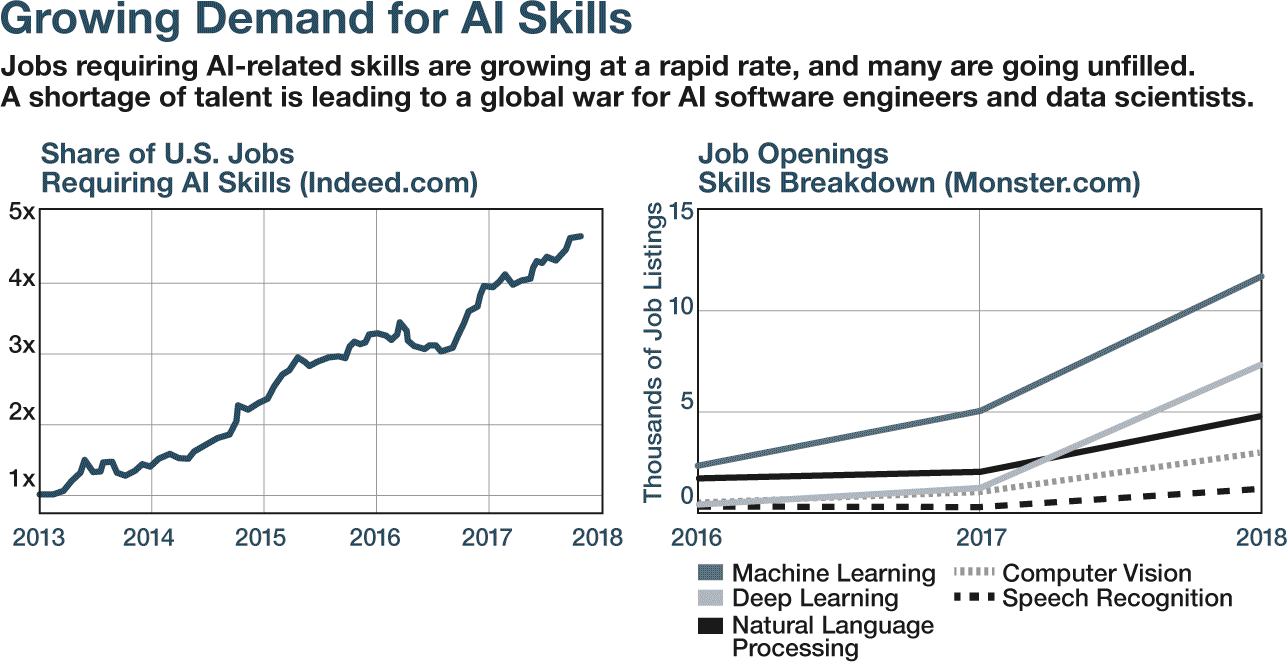 Growing Demand for AI Skills
Jobs requiring AI-related skills are growing at a rapid rate, and many are going unfilled.
A shortage of talent is leading to a global war for AI software engineers and data scientists.
Share of U.S. Jobs
Requiring AI Skills (Indeed.com)
5x
4x
3x
2x
1x
2013 2014 2015 2016 2017 2018
Job Openings
Skills Breakdown (Monster.com)
Thousands of Job Listings
15
10
5
0
2016 2017 2018
Machine Learning
Deep Learning
Natural Language
Processing
Computer Vision
Speech Recognition